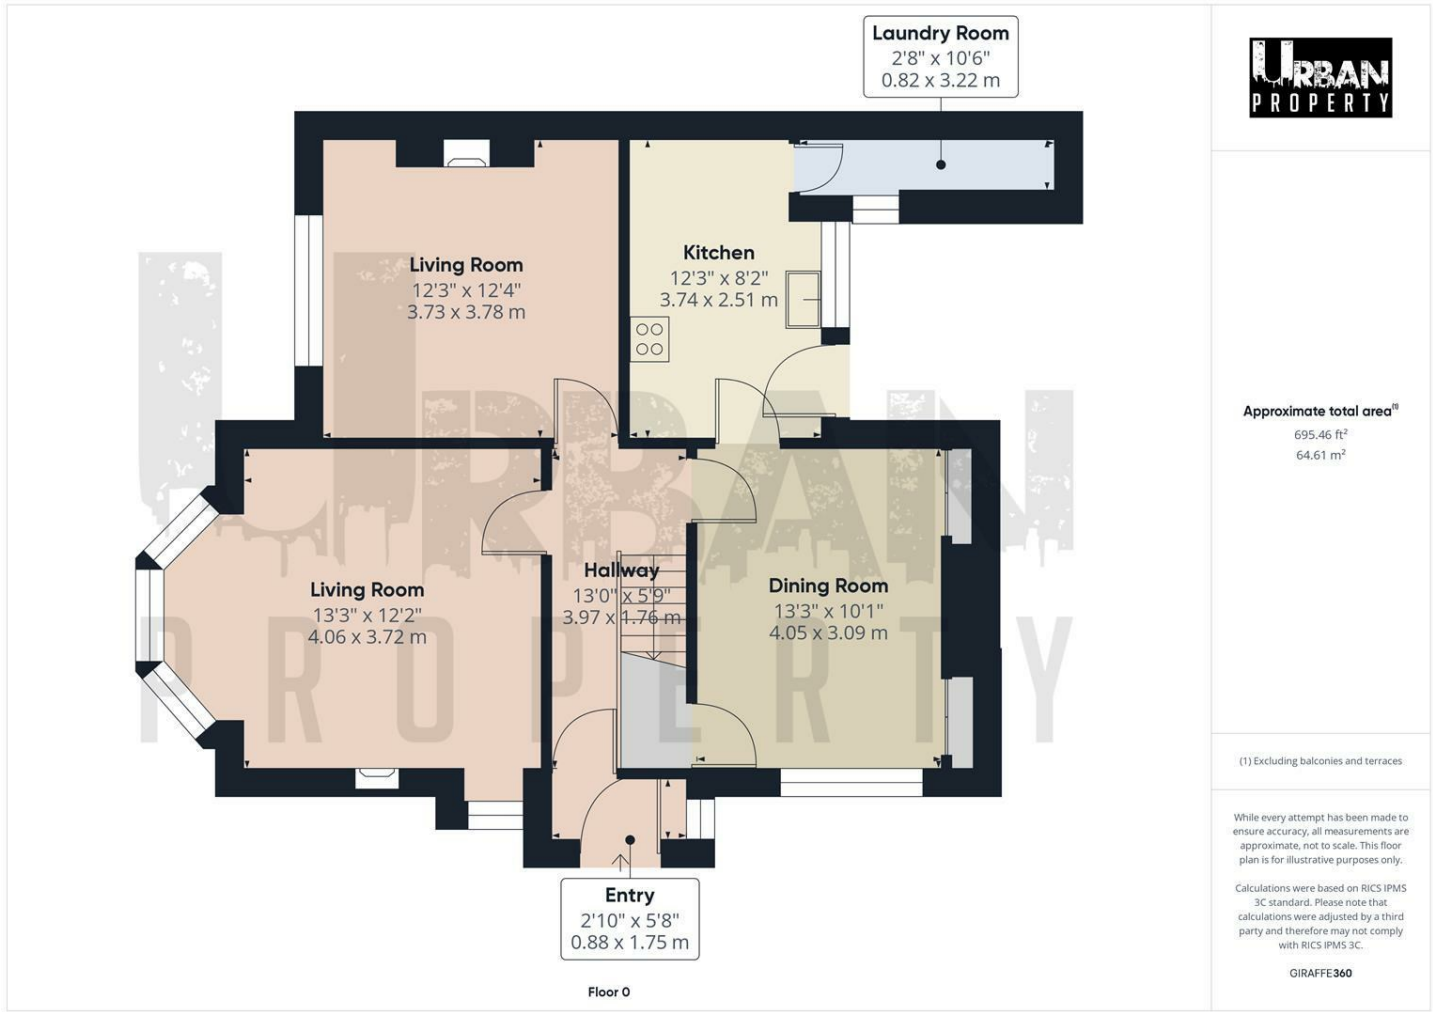 Laundry Room
2'8" x 10'6"
0.82 x 3.22 m
URBAN
PROPERTY
Living Room
12'3" x 12'4"
3.73 x 3.78 m
Kitchen
12'3" x 8'2"
3.74 x 2.51 m
Approximate total area(1)
695.46 ft²
64.61 m²
URBAN
PROPERTY
Living Room
13'3" x 12'2"
4.06 x 3.72 m
Hallway
13'0" x 5'9"
3.97 x 1.76 m
Dining Room
13'3" x 10'1"
4.05 x 3.09 m
Entry
2'10" x 5'8"
0.88 x 1.75 m
Floor 0
(1) Excluding balconies and terraces
While every attempt has been made to
ensure accuracy, all measurements are
approximate, not to scale. This floor
plan is for illustrative purposes only.
Calculations were based on RICS IPMS
3C standard. Please note that
calculations were adjusted by a third
party and therefore may not comply
with RICS IPMS 3C.
GIRAFFE360